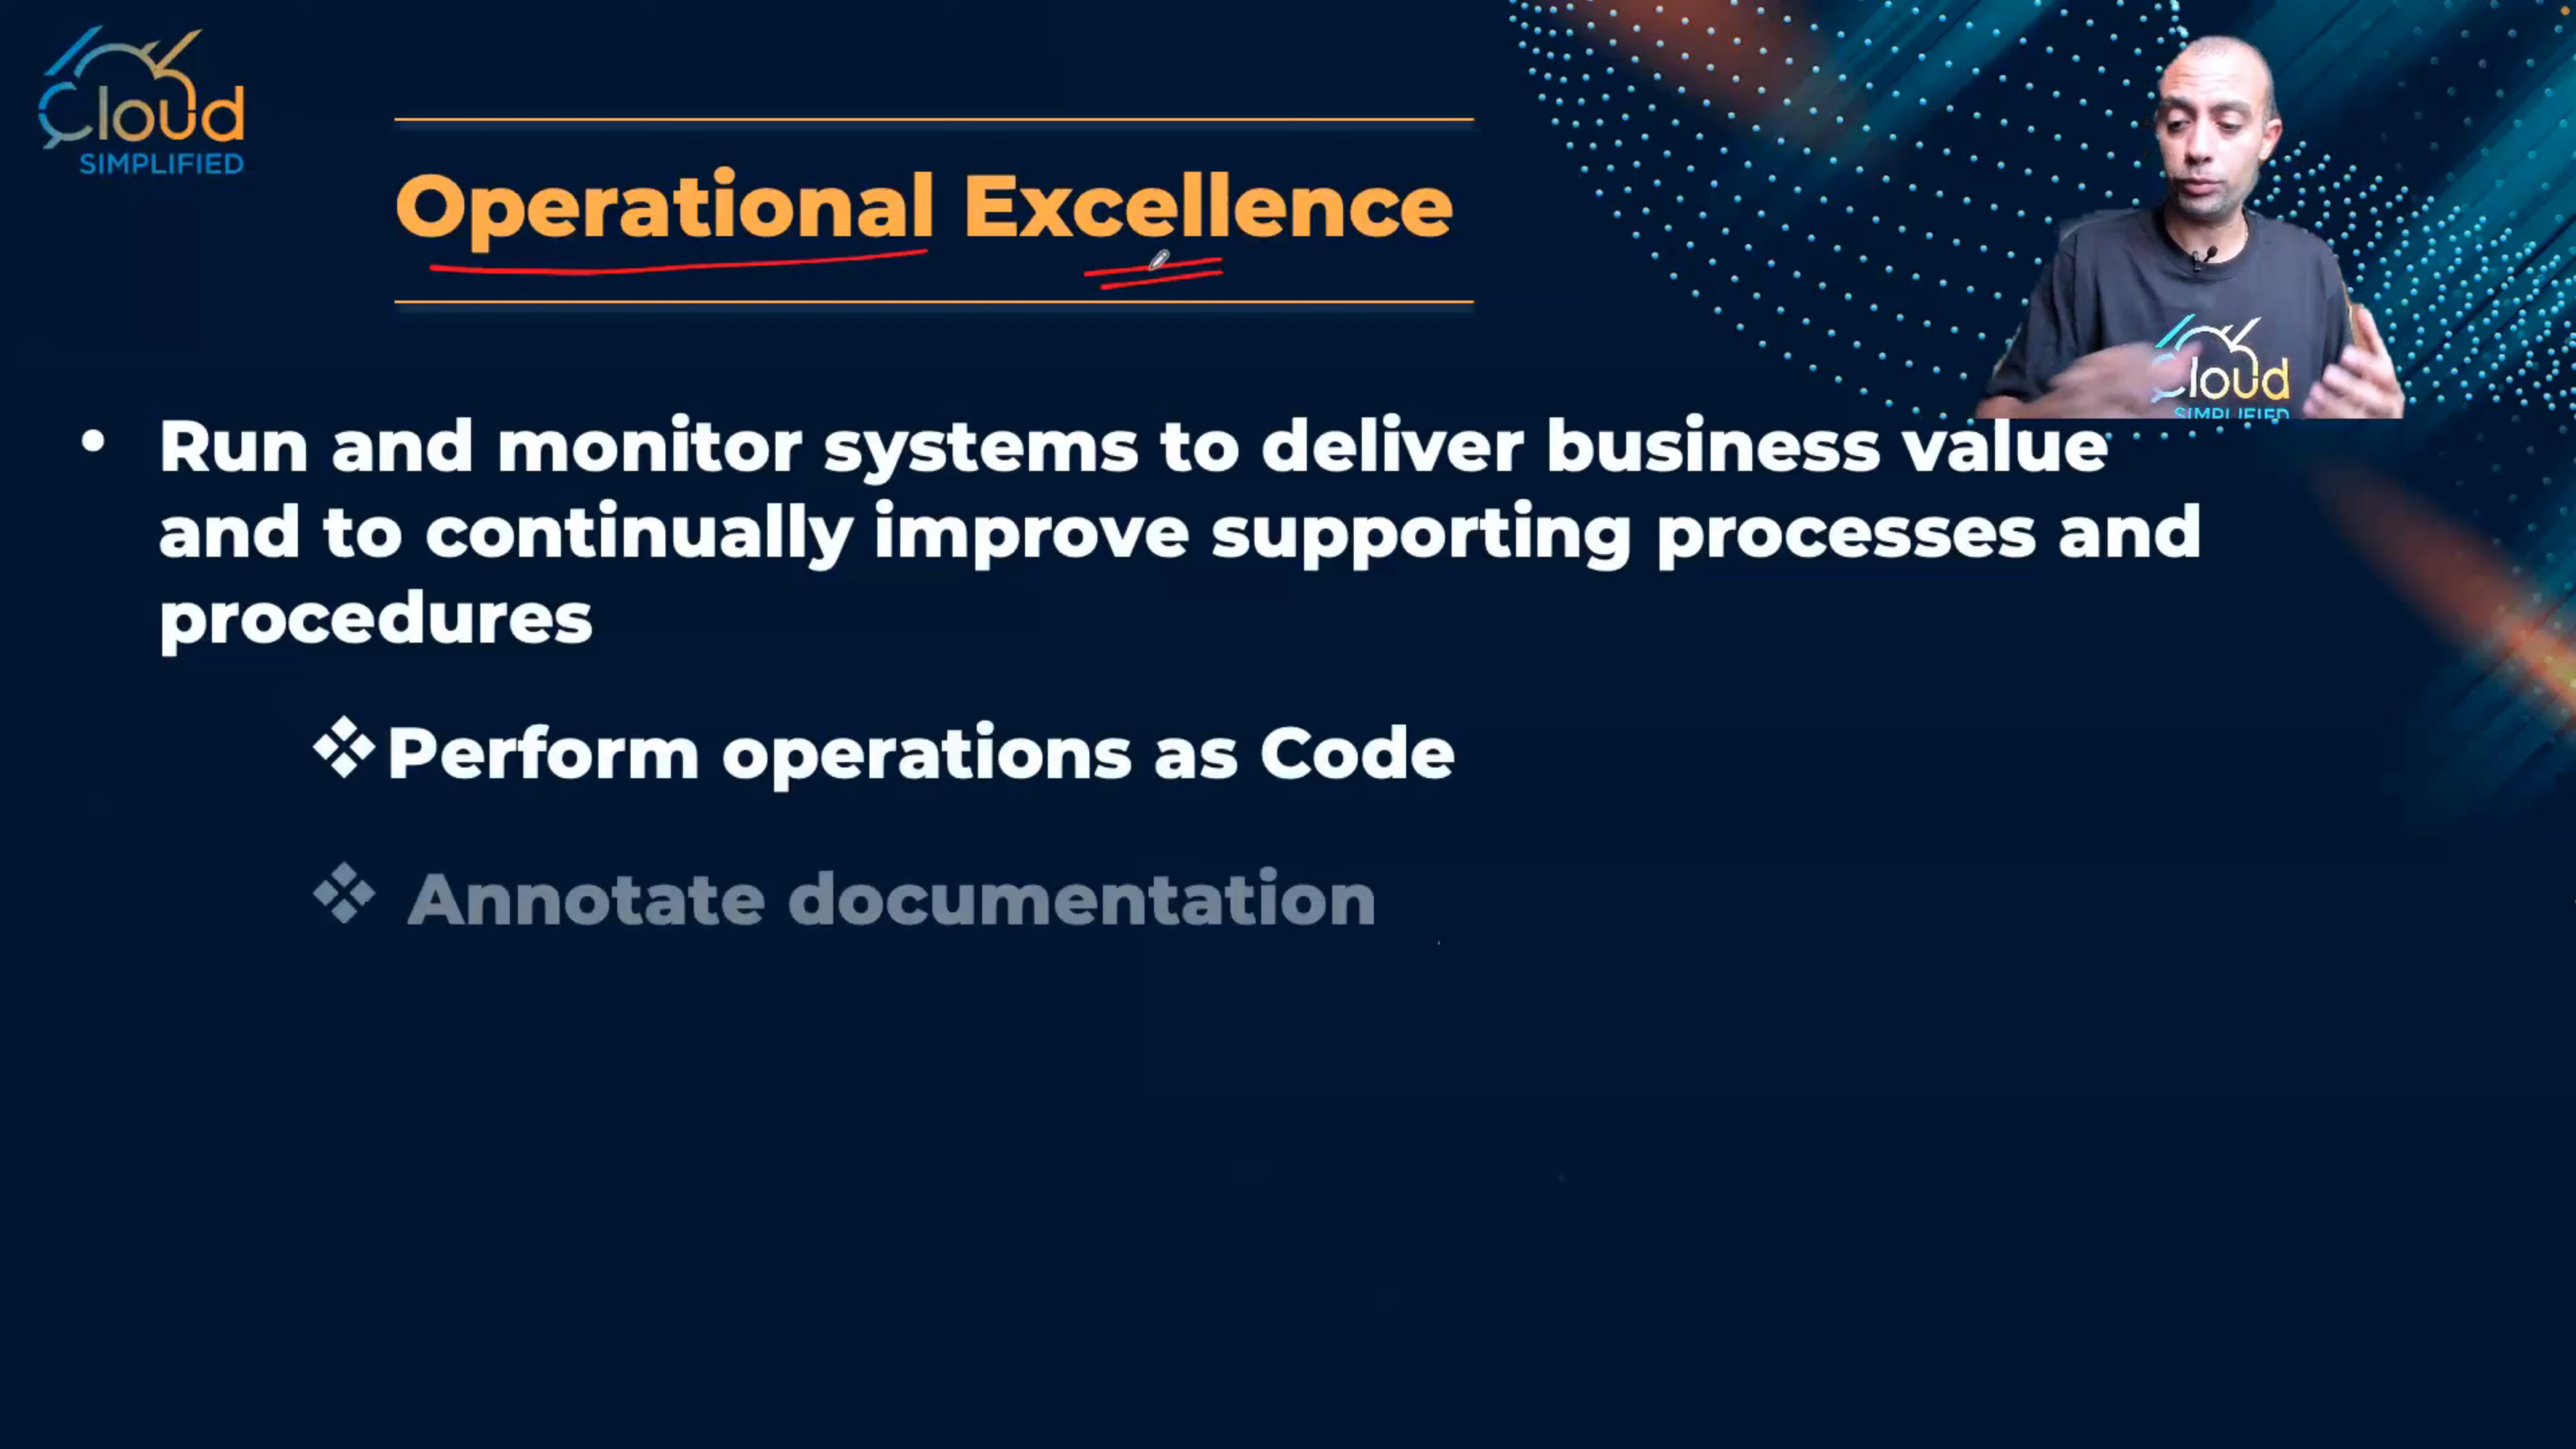 Cloud
SIMPLIFIED
Operational Excellence
• Run and monitor systems to deliver business value
and to continually improve supporting processes and
procedures
❖ Perform operations as Code
❖ Annotate documentation
Cloud
SIMPLIFIED